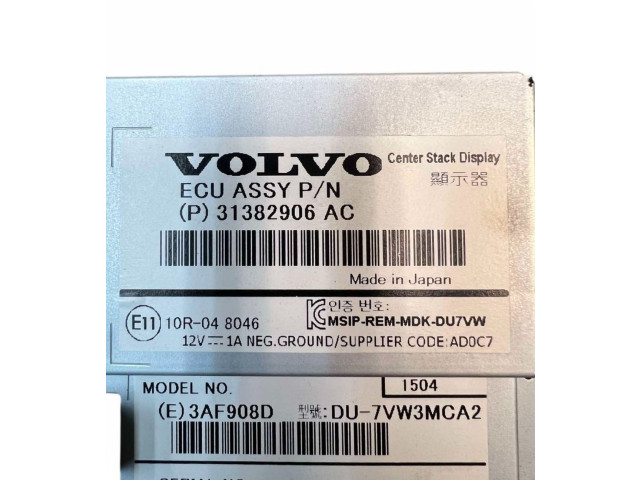 VOLVO Center Stack Display
ECU ASSY P/N 顯示器
(P) 31382906 AC
Made in Japan
E11 10R-04 8046 인증 번호:
MSIP-REM-MDK-DU7VW
12V⎓1A NEG.GROUND/SUPPLIER CODE:AD0C7
MODEL NO. 1504
(E)3AF908D 型號: DU-7VW3MCA2